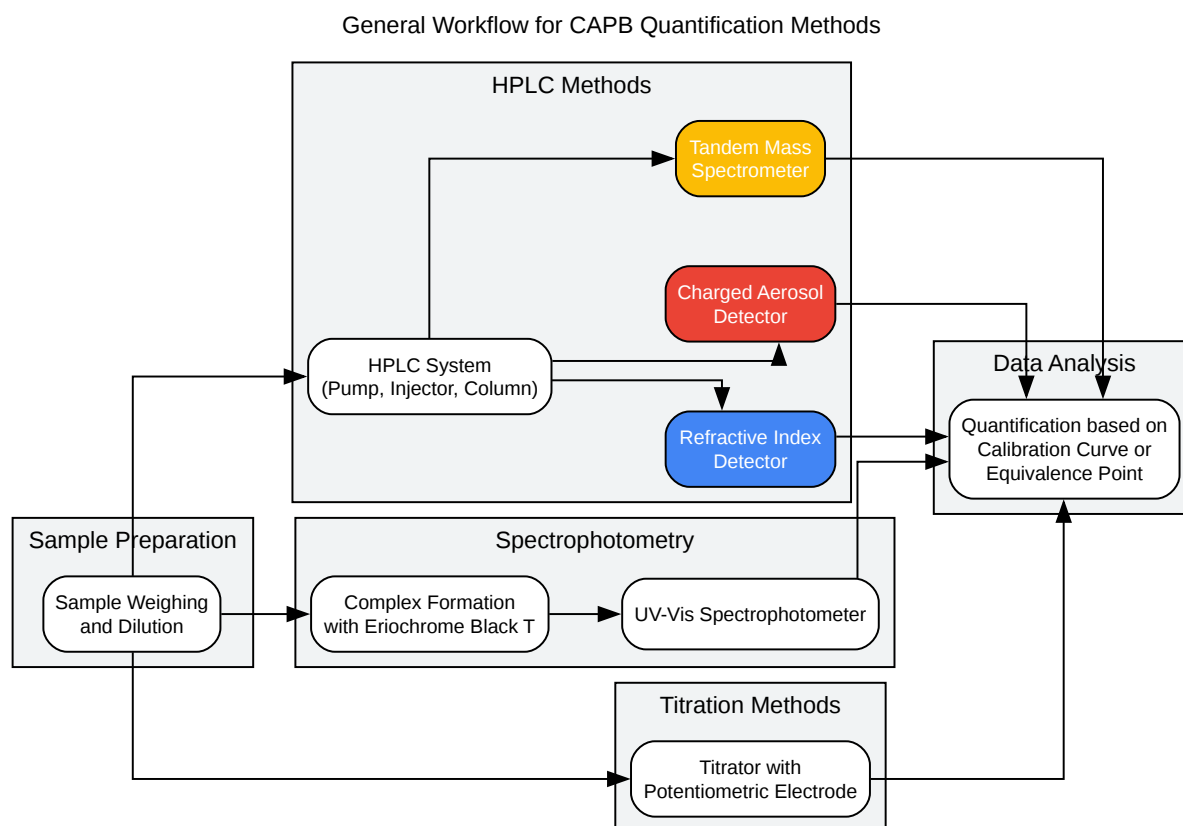 General Workflow for CAPB Quantification Methods
HPLC Methods
Tandem Mass
Spectrometer
Charged Aerosol
Detector
HPLC System
(Pump, Injector, Column)
Refractive Index
Detector
Data Analysis
Quantification based on
Calibration Curve or
Equivalence Point
Sample Preparation
Sample Weighing
and Dilution
Spectrophotometry
Complex Formation
with Eriochrome Black T
UV-Vis Spectrophotometer
Titration Methods
Titrator with
Potentiometric Electrode